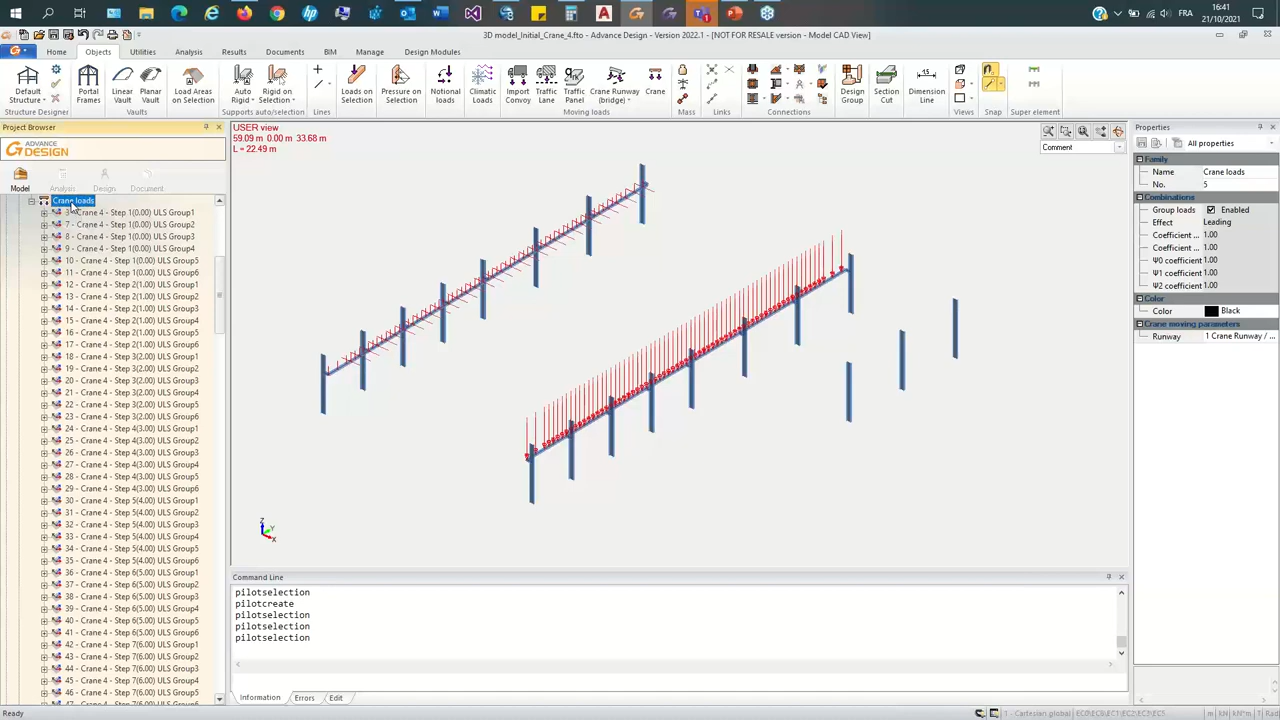 16:41
FRA
21/10/2021
3D model_Initial_Crane_4.fto - Advance Design - Version 2022.1 - [NOT FOR RESALE version - Model CAD View]
Home Objects Utilities Analysis Results Documents BIM Manage Design Modules
Default Structure Portal Frames Linear Vault Planar Vault Load Areas on Selection Auto Rigid Rigid on Selection Loads on Selection Pressure on Selection Notional loads Climatic Loads Import Convoy Traffic Lane Traffic Panel Crane Runway (bridge) Crane Design Group Section Cut Dimension Line
Structure Designer Vaults Supports auto/selection Lines Moving loads Mass Links Connections Views Snap Super element
Project Browser
ADVANCE DESIGN
Model Analysis Design Document
Crane loads
3 - Crane 4 - Step 1(0.00) ULS Group1
7 - Crane 4 - Step 1(0.00) ULS Group2
8 - Crane 4 - Step 1(0.00) ULS Group3
9 - Crane 4 - Step 1(0.00) ULS Group4
10 - Crane 4 - Step 1(0.00) ULS Group5
11 - Crane 4 - Step 1(0.00) ULS Group6
12 - Crane 4 - Step 2(1.00) ULS Group1
13 - Crane 4 - Step 2(1.00) ULS Group2
14 - Crane 4 - Step 2(1.00) ULS Group3
15 - Crane 4 - Step 2(1.00) ULS Group4
16 - Crane 4 - Step 2(1.00) ULS Group5
17 - Crane 4 - Step 2(1.00) ULS Group6
18 - Crane 4 - Step 3(2.00) ULS Group1
19 - Crane 4 - Step 3(2.00) ULS Group2
20 - Crane 4 - Step 3(2.00) ULS Group3
21 - Crane 4 - Step 3(2.00) ULS Group4
22 - Crane 4 - Step 3(2.00) ULS Group5
23 - Crane 4 - Step 3(2.00) ULS Group6
24 - Crane 4 - Step 4(3.00) ULS Group1
25 - Crane 4 - Step 4(3.00) ULS Group2
26 - Crane 4 - Step 4(3.00) ULS Group3
27 - Crane 4 - Step 4(3.00) ULS Group4
28 - Crane 4 - Step 4(3.00) ULS Group5
29 - Crane 4 - Step 4(3.00) ULS Group6
30 - Crane 4 - Step 5(4.00) ULS Group1
31 - Crane 4 - Step 5(4.00) ULS Group2
32 - Crane 4 - Step 5(4.00) ULS Group3
33 - Crane 4 - Step 5(4.00) ULS Group4
34 - Crane 4 - Step 5(4.00) ULS Group5
35 - Crane 4 - Step 5(4.00) ULS Group6
36 - Crane 4 - Step 6(5.00) ULS Group1
37 - Crane 4 - Step 6(5.00) ULS Group2
38 - Crane 4 - Step 6(5.00) ULS Group3
39 - Crane 4 - Step 6(5.00) ULS Group4
40 - Crane 4 - Step 6(5.00) ULS Group5
41 - Crane 4 - Step 6(5.00) ULS Group6
42 - Crane 4 - Step 7(6.00) ULS Group1
43 - Crane 4 - Step 7(6.00) ULS Group2
44 - Crane 4 - Step 7(6.00) ULS Group3
45 - Crane 4 - Step 7(6.00) ULS Group4
46 - Crane 4 - Step 7(6.00) ULS Group5
USER view
59.09 m 0.00 m 33.68 m
L = 22.49 m
Comment
Z
Y
X
Command Line
pilotselection
pilotcreate
pilotselection
pilotselection
pilotselection
Information Errors Edit
Properties
All properties
Family
Name Crane loads
No. 5
Combinations
Group loads Enabled
Effect Leading
Coefficient ... 1.00
Coefficient ... 1.00
Ψ0 coefficient 1.00
Ψ1 coefficient 1.00
Ψ2 coefficient 1.00
Color
Color Black
Crane moving parameters
Runway 1 Crane Runway / ...
Ready
1 - Cartesian global